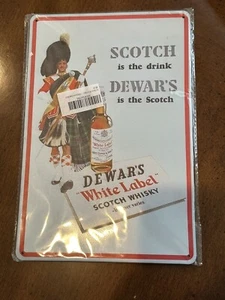 SCOTCH
is the drink
DEWAR'S
is the Scotch
DEWAR'S
"White Label"
SCOTCH WHISKY